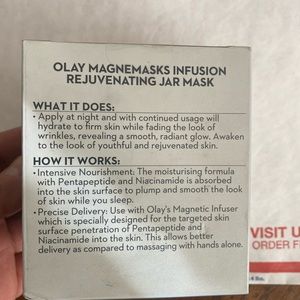 OLAY MAGNEMASKS INFUSION
REJUVENATING JAR MASK
WHAT IT DOES:
• Apply at night and with continued usage will
hydrate to firm skin while fading the look of
wrinkles, revealing a smooth, radiant glow. Awaken
to the look of youthful and rejuvenated skin.
HOW IT WORKS:
• Intensive Nourishment: The moisturising formula
with Pentapeptide and Niacinamide is absorbed
into the skin surface to plump and smooth the look
of skin while you sleep.
• Precise Delivery: Use with Olay's Magnetic Infuser
which is specially designed for the targeted skin
surface penetration of Pentapeptide and
Niacinamide into the skin. This allows better
delivery as compared to massaging with hands alone.
VISIT U
ORDER F